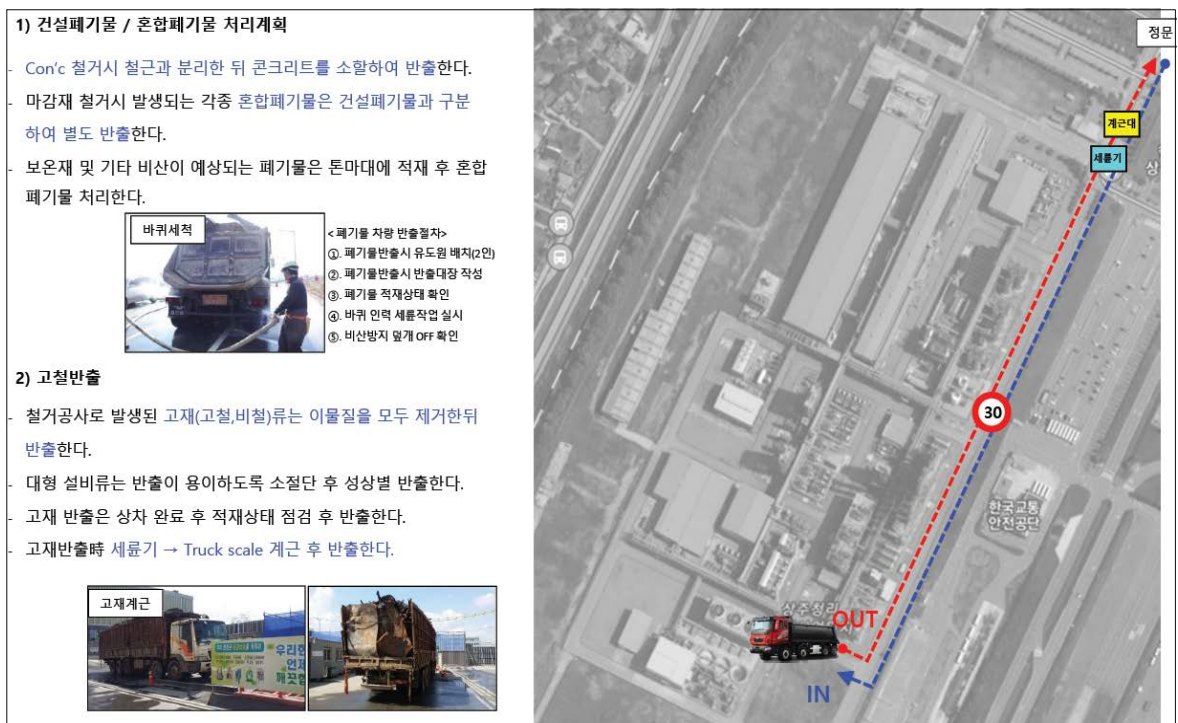 1) 건설폐기물 / 혼합폐기물 처리계획
- Con'c 철거시 철근과 분리한 뒤 콘크리트를 소할하여 반출한다.
- 마감재 철거시 발생되는 각종 혼합폐기물은 건설폐기물과 구분
하여 별도 반출한다.
- 보온재 및 기타 비산이 예상되는 폐기물은 톤마대에 적재 후 혼합
폐기물 처리한다.
바퀴세척
< 폐기물 차량 반출절차>
①. 폐기물반출시 유도원 배치(2인)
②. 폐기물반출시 반출대장 작성
③. 폐기물 적재상태 확인
④. 바퀴 인력 세륜작업 실시
⑤. 비산방지 덮개 OFF 확인
2) 고철반출
- 철거공사로 발생된 고재(고철,비철)류는 이물질을 모두 제거한뒤
반출한다.
- 대형 설비류는 반출이 용이하도록 소절단 후 성상별 반출한다.
- 고재 반출은 상차 완료 후 적재상태 점검 후 반출한다.
- 고재반출時 세륜기 → Truck scale 계근 후 반출한다.
고재계근
우리현
언제
깨끗한
정문
계근대
세륜기
상
30
한국교통
안전공단
상주청리
OUT
IN